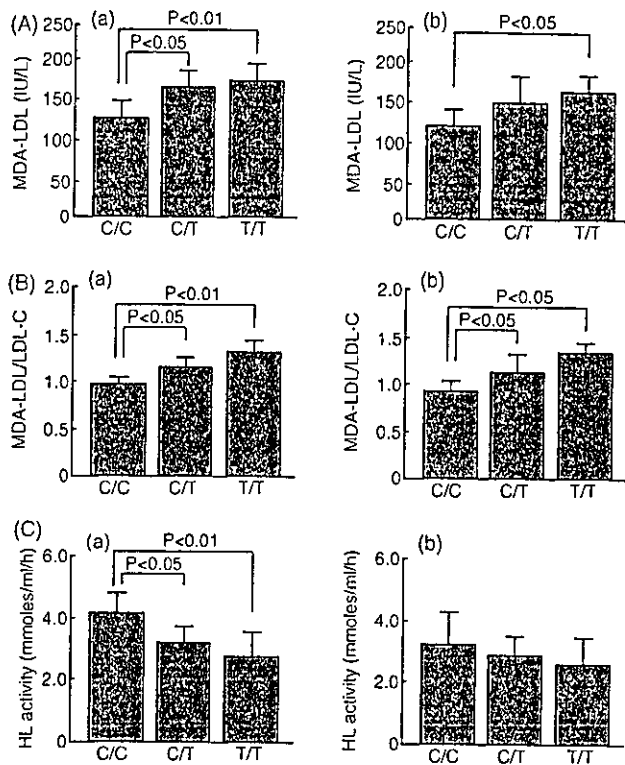 (A)
(a)
MDA-LDL (IU/L)
250
200
150
100
50
0
P<0.01
P<0.05
C/C C/T T/T
(b)
MDA-LDL (IU/L)
250
200
150
100
50
0
P<0.05
C/C C/T T/T
(B)
(a)
MDA-LDL/LDL-C
2.0
1.5
1.0
0.5
0
P<0.01
P<0.05
C/C C/T T/T
(b)
MDA-LDL/LDL-C
2.0
1.5
1.0
0.5
0
P<0.05
P<0.05
C/C C/T T/T
(C)
(a)
HL activity (mmoles/ml/h)
6.0
4.0
2.0
0
P<0.01
P<0.05
C/C C/T T/T
(b)
HL activity (mmoles/ml/h)
6.0
4.0
2.0
0
C/C C/T T/T